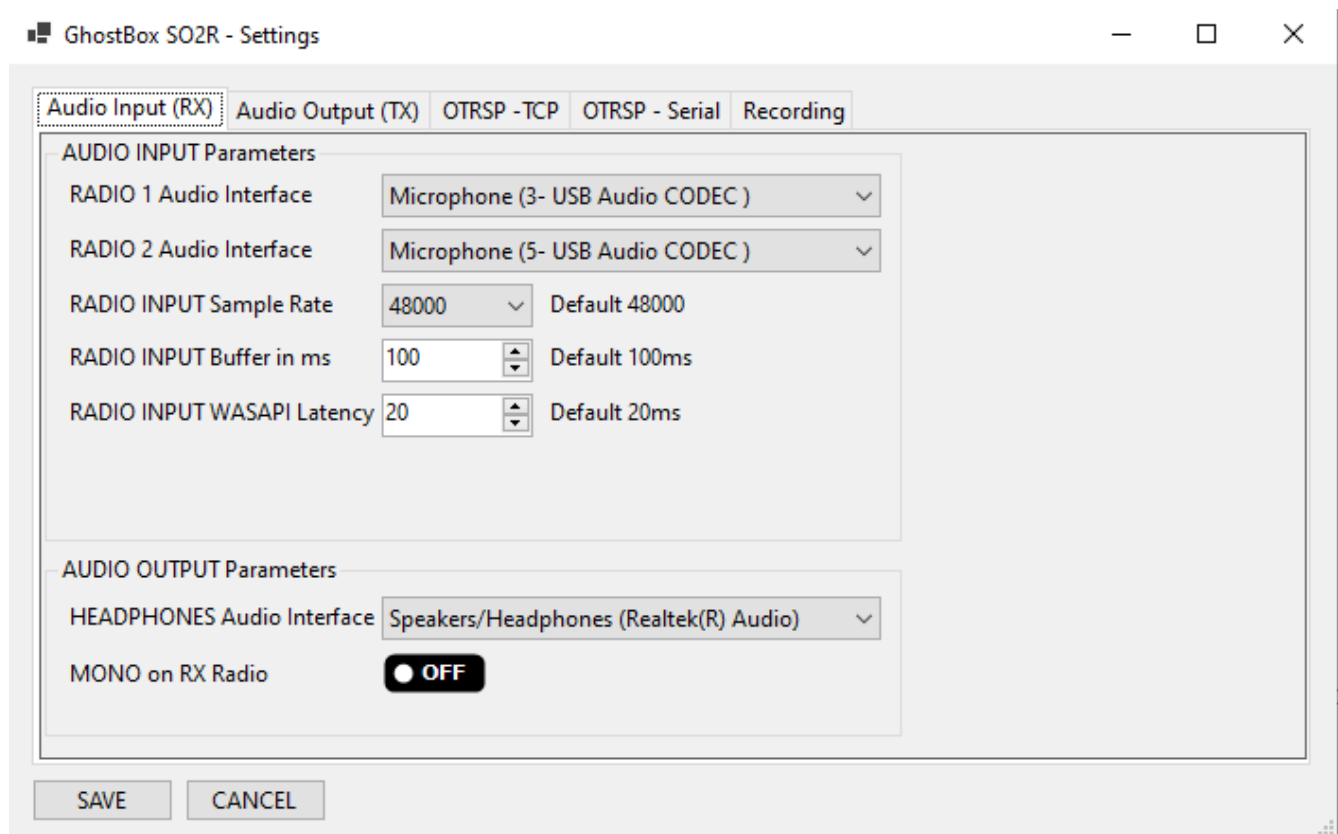 GhostBox SO2R - Settings
Audio Input (RX) Audio Output (TX) OTRSP -TCP OTRSP - Serial Recording
AUDIO INPUT Parameters
RADIO 1 Audio Interface Microphone (3- USB Audio CODEC )
RADIO 2 Audio Interface Microphone (5- USB Audio CODEC )
RADIO INPUT Sample Rate 48000 Default 48000
RADIO INPUT Buffer in ms 100 Default 100ms
RADIO INPUT WASAPI Latency 20 Default 20ms
AUDIO OUTPUT Parameters
HEADPHONES Audio Interface Speakers/Headphones (Realtek(R) Audio)
MONO on RX Radio OFF
SAVE CANCEL